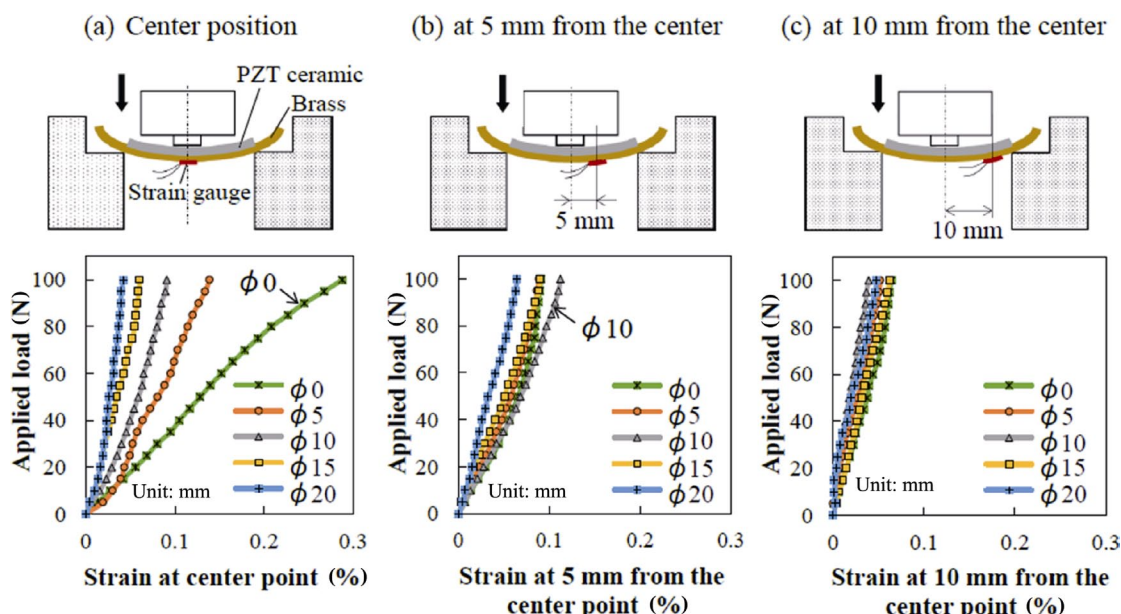 (a) Center position
PZT ceramic
Brass
Strain gauge
(b) at 5 mm from the center
5 mm
(c) at 10 mm from the center
10 mm
Applied load (N)
100
80
60
40
20
0
0
0.1
0.2
0.3
ϕ0
ϕ0
ϕ5
ϕ10
ϕ15
ϕ20
Unit: mm
Strain at center point (%)
Applied load (N)
100
80
60
40
20
0
0
0.1
0.2
0.3
ϕ10
ϕ0
ϕ5
ϕ10
ϕ15
ϕ20
Unit: mm
Strain at 5 mm from the
center point (%)
Applied load (N)
100
80
60
40
20
0
0
0.1
0.2
0.3
ϕ0
ϕ5
ϕ10
ϕ15
ϕ20
Unit: mm
Strain at 10 mm from the
center point (%)